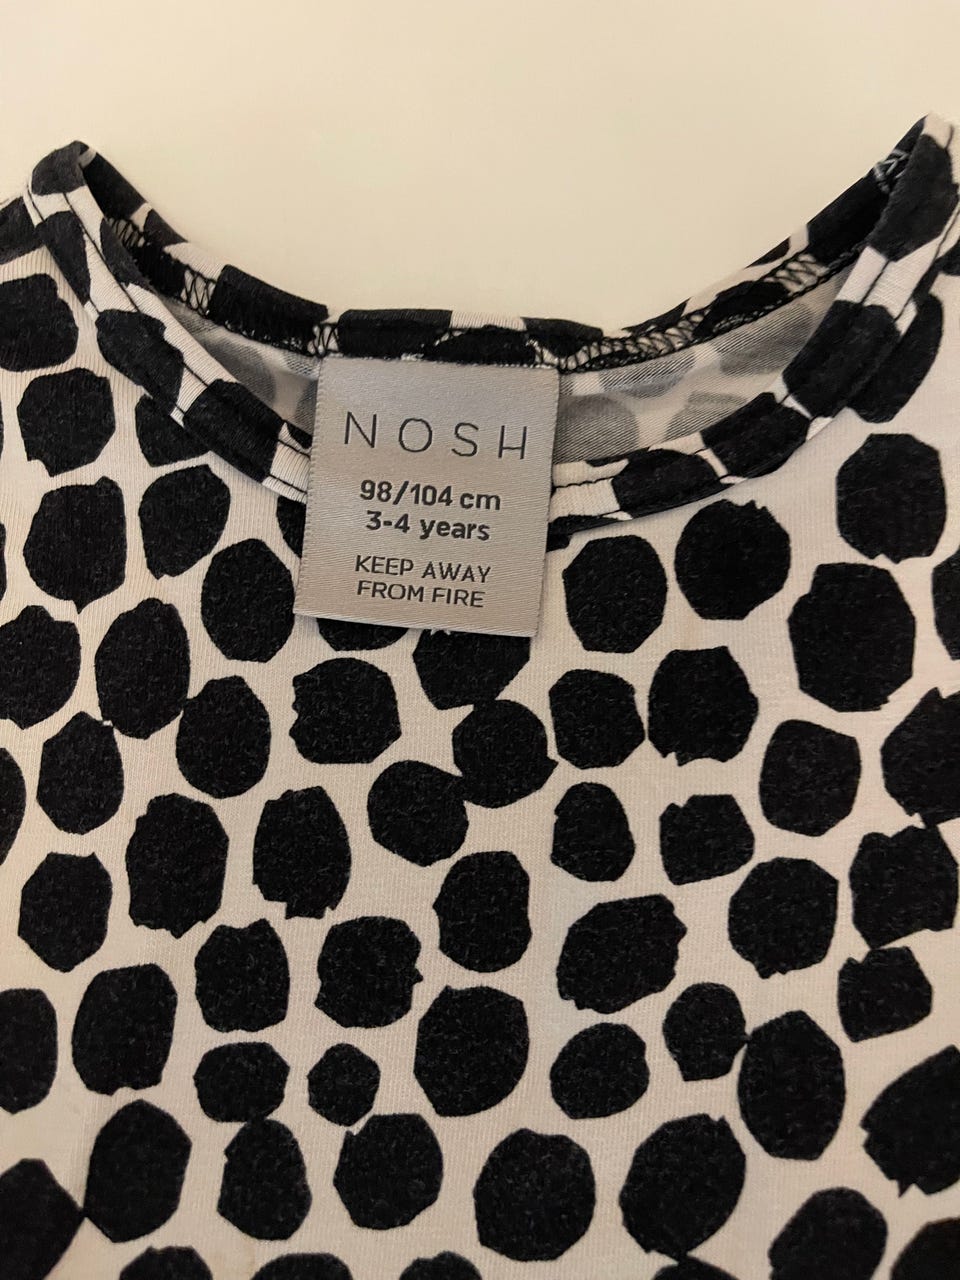 NOSH
98/104 cm
3-4 years
KEEP AWAY
FROM FIRE